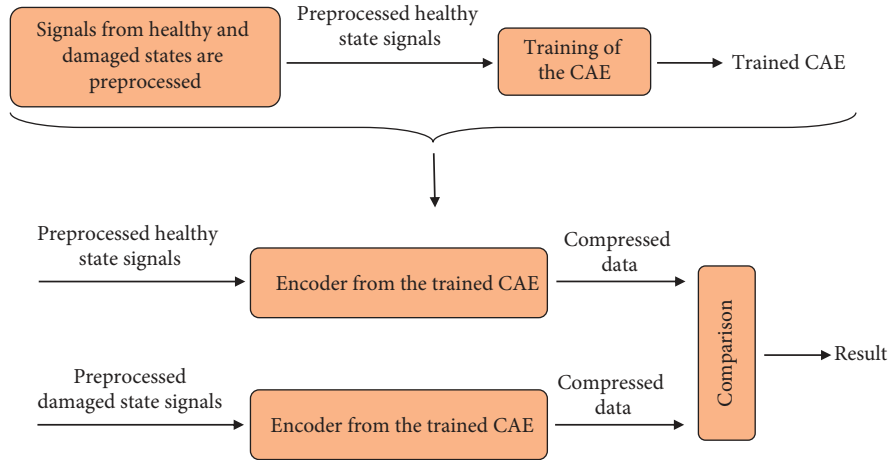 Signals from healthy and
damaged states are
preprocessed
Preprocessed healthy
state signals
Training of
the CAE
Trained CAE
Preprocessed healthy
state signals
Encoder from the trained CAE
Compressed
data
Preprocessed
damaged state signals
Encoder from the trained CAE
Compressed
data
Comparison
Result